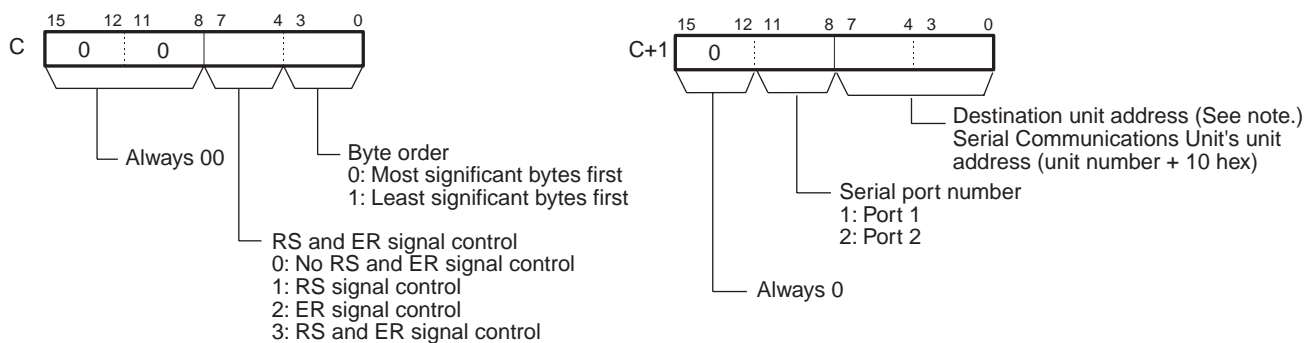 15 12 11 8 7 4 3 0
C 0 0
Always 00
Byte order
0: Most significant bytes first
1: Least significant bytes first
RS and ER signal control
0: No RS and ER signal control
1: RS signal control
2: ER signal control
3: RS and ER signal control
15 12 11 8 7 4 3 0
C+1 0
Destination unit address (See note.)
Serial Communications Unit's unit
address (unit number + 10 hex)
Serial port number
1: Port 1
2: Port 2
Always 0